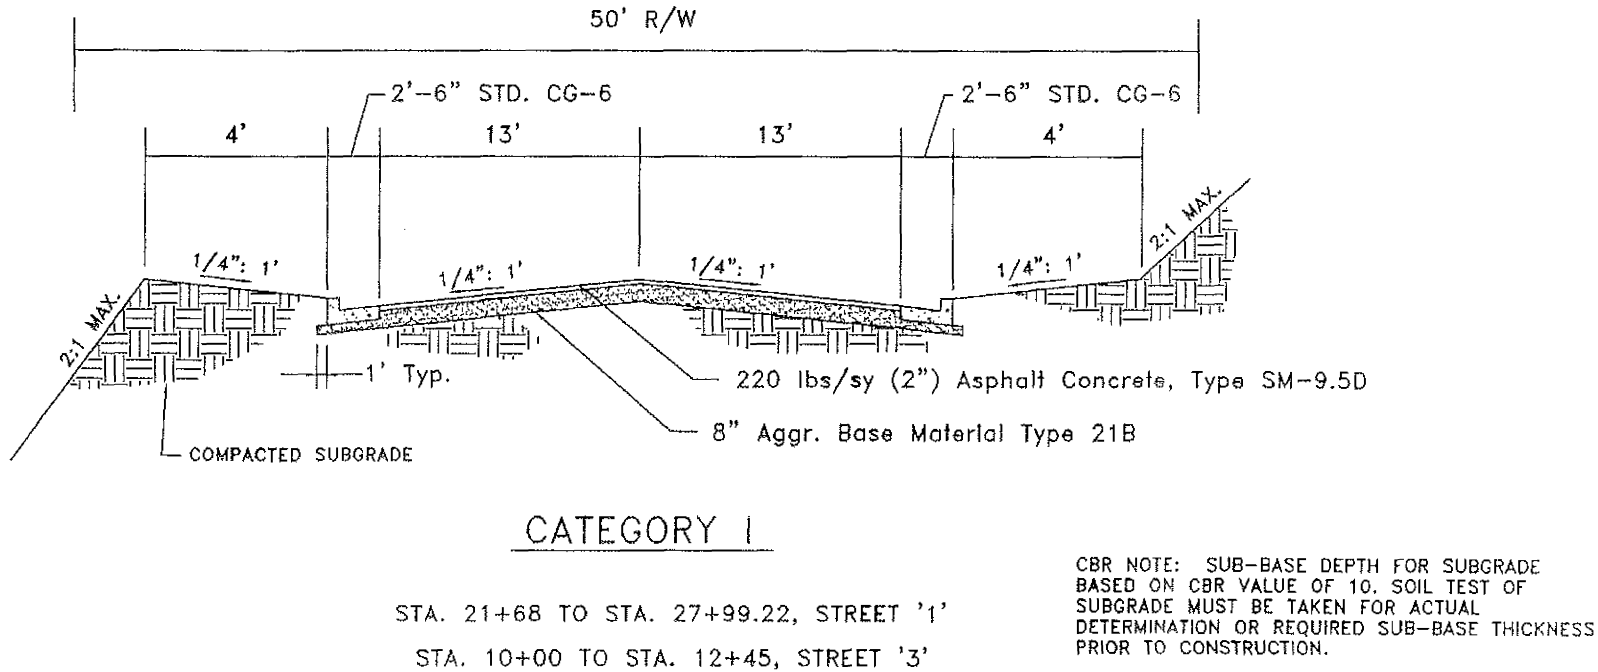 50' R/W
2'-6" STD. CG-6
2'-6" STD. CG-6
4'
13'
13'
4'
2:1 MAX.
1/4": 1'
1/4": 1'
1/4": 1'
1/4": 1'
2:1 MAX.
1' Typ.
220 lbs/sy (2") Asphalt Concrete, Type SM-9.5D
8" Aggr. Base Material Type 21B
COMPACTED SUBGRADE
CATEGORY I
STA. 21+68 TO STA. 27+99.22, STREET '1'
STA. 10+00 TO STA. 12+45, STREET '3'
CBR NOTE: SUB-BASE DEPTH FOR SUBGRADE
BASED ON CBR VALUE OF 10. SOIL TEST OF
SUBGRADE MUST BE TAKEN FOR ACTUAL
DETERMINATION OR REQUIRED SUB-BASE THICKNESS
PRIOR TO CONSTRUCTION.